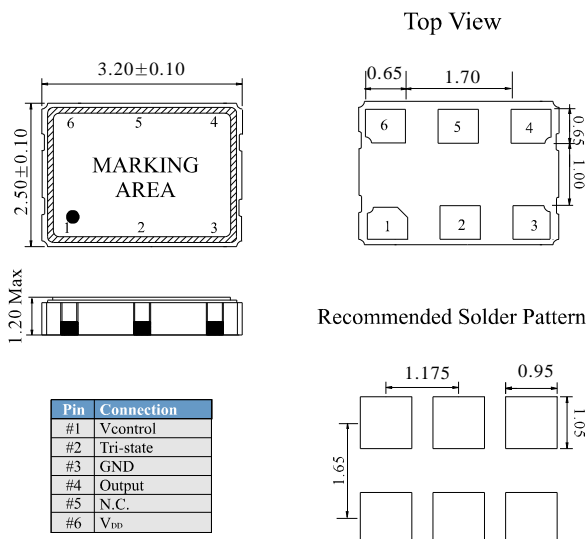 Top View
3.20±0.10
0.65 1.70
6 5 4
6 5 4
0.65
2.50±0.10
MARKING
AREA
1.00
1 2 3
1 2 3
1.20 Max
Recommended Solder Pattern
1.175 0.95
1.05
1.65
Pin Connection
#1 Vcontrol
#2 Tri-state
#3 GND
#4 Output
#5 N.C.
#6 VDD